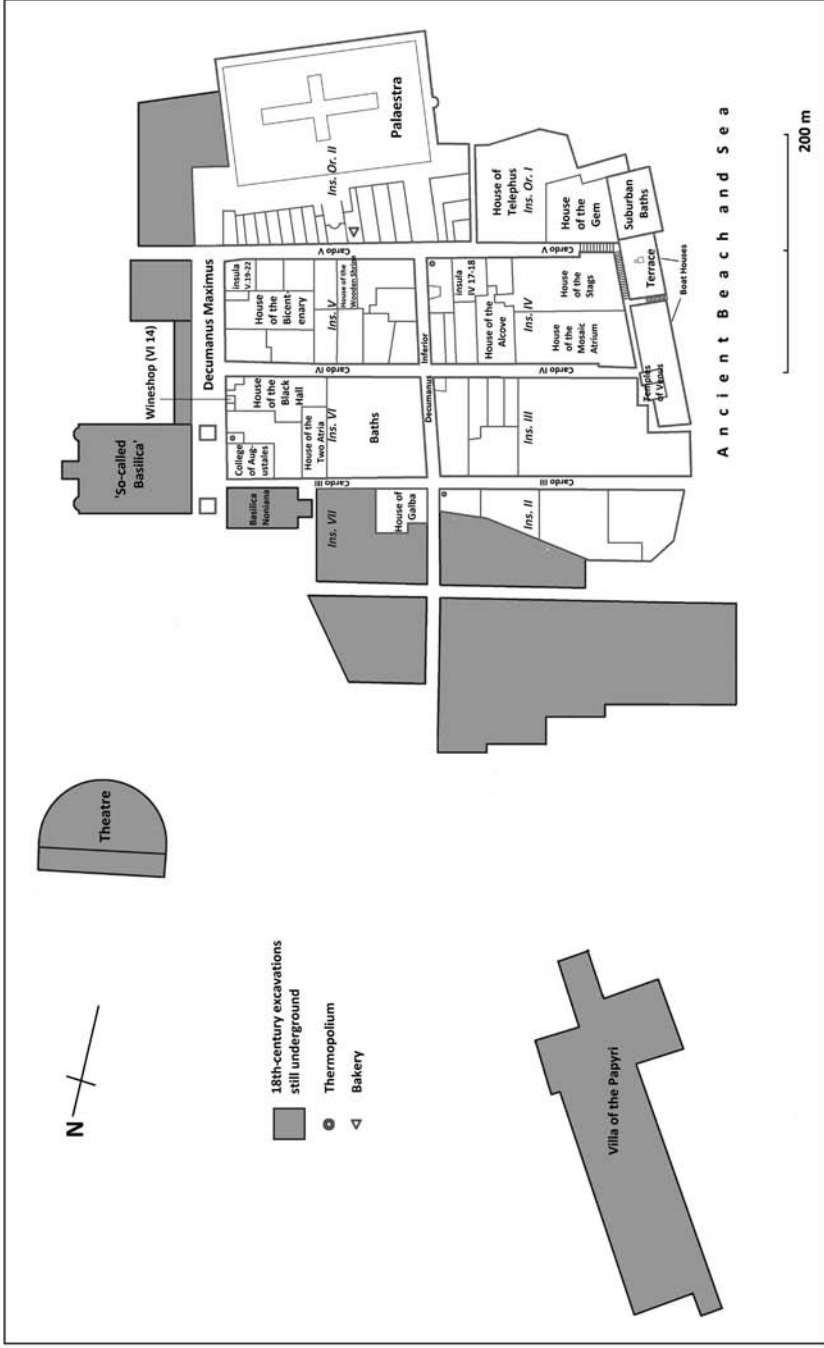 Theatre
N
18th-century excavations
still underground
Thermopolium
Bakery
Villa of the Papyri
'So-called
Basilica'
Wineshop (VI 14)
Decumanus Maximus
Basilica
Noniana
College
of Aug-
ustales
House
of the Black
Hall
House of the
Two Atria
House
of the
Bicent-
enary
insula
V.19-22
Ins. VII
Ins. VI
Ins. V
Ins. Or. II
Palaestra
House of
Galba
Baths
House of the
Wooden Shrine
Cardo III
Cardo IV
Cardo V
Decumanus
Inferior
Ins. II
Ins. III
House
of the
Alcove
insula
IV 17-18
Ins. IV
House of
Telephus
Ins. Or. I
Cardo III
Cardo IV
Cardo V
House
of the
Mosaic
Atrium
House
of the
Stags
House
of the
Gem
Temples
of Venus
Terrace
Suburban
Baths
Boat Houses
Ancient Beach and Sea
200 m